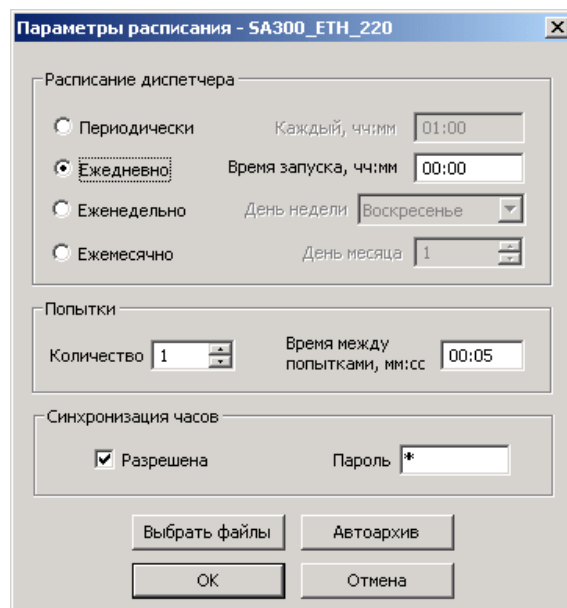 Параметры расписания - SA300_ETH_220
Расписание диспетчера
Периодически Каждый, чч:мм 01:00
Ежедневно Время запуска, чч:мм 00:00
Еженедельно День недели Воскресенье
Ежемесячно День месяца 1
Попытки
Количество 1 Время между попытками, мм:сс 00:05
Синхронизация часов
Разрешена Пароль *
Выбрать файлы Автоархив
OK Отмена